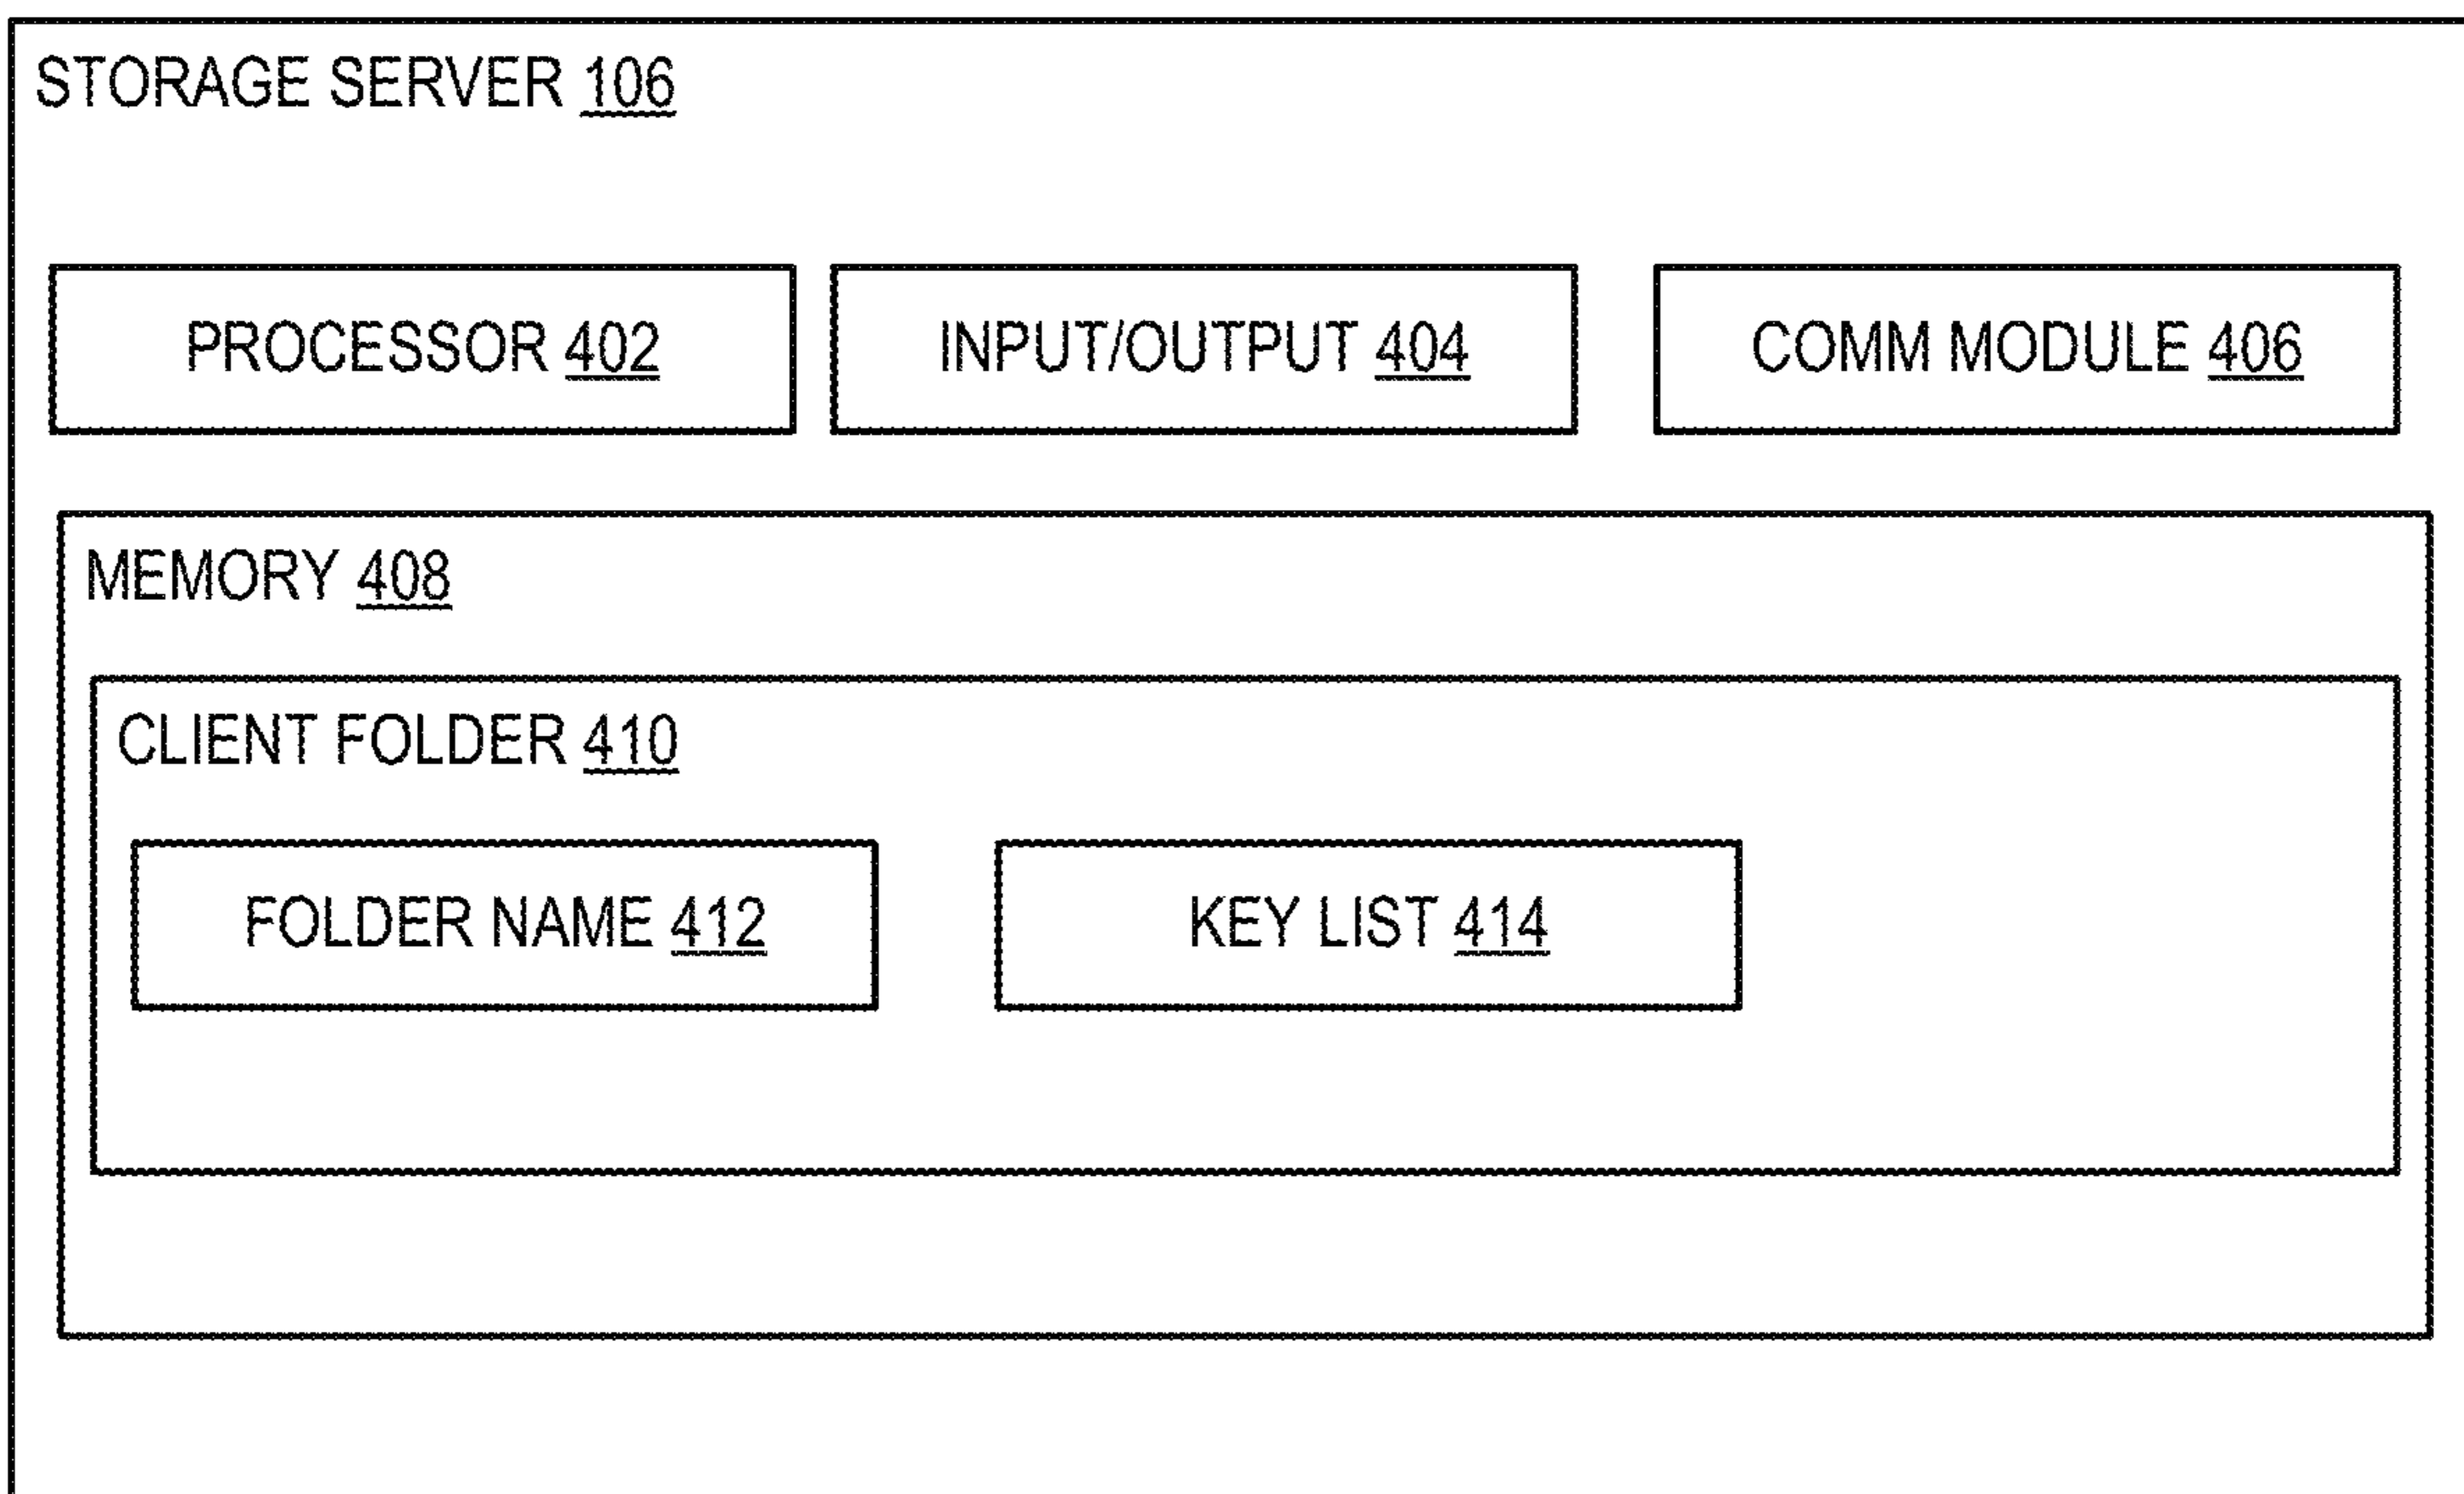 STORAGE SERVER 106
PROCESSOR 402
INPUT/OUTPUT 404
COMM MODULE 406
MEMORY 408
CLIENT FOLDER 410
FOLDER NAME 412
KEY LIST 414